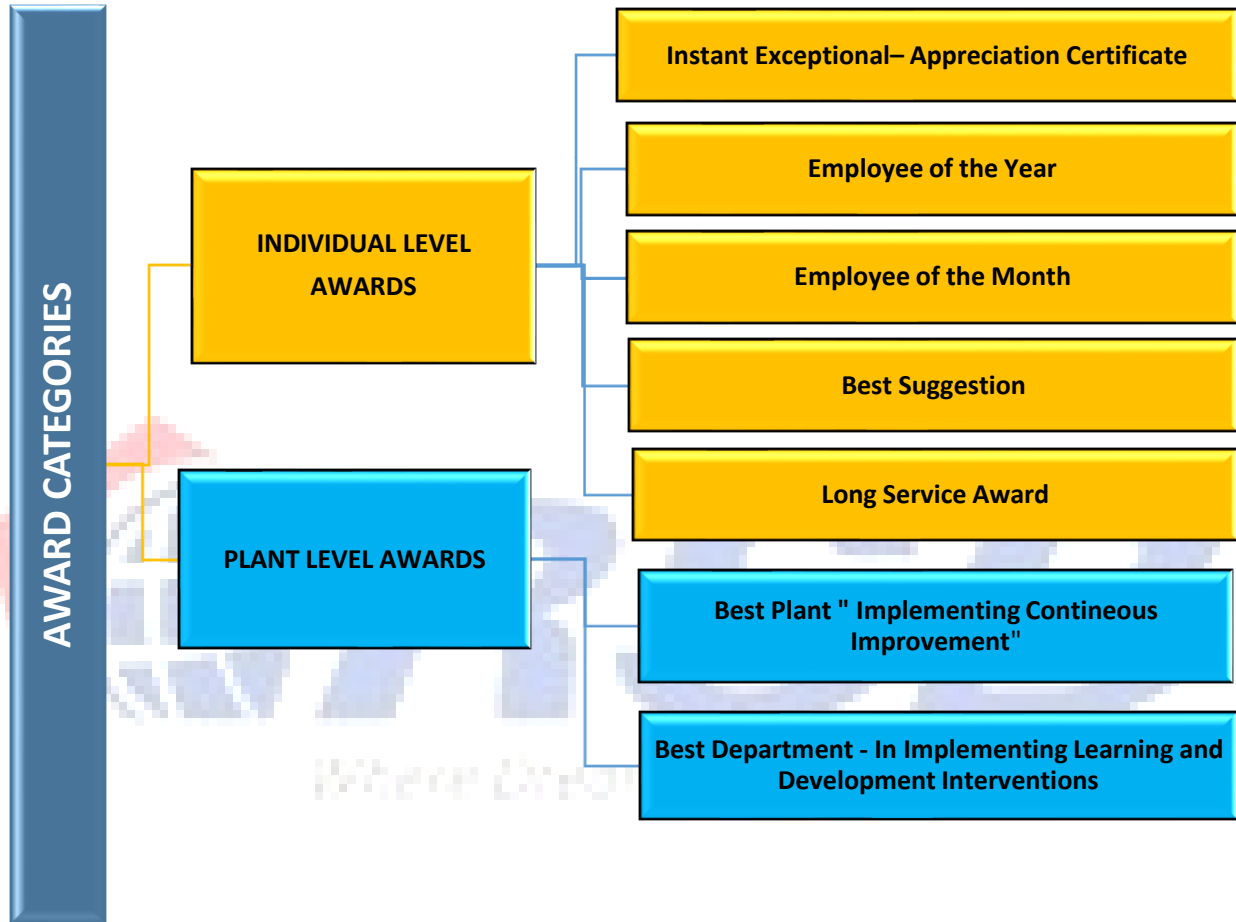 AWARD CATEGORIES
INDIVIDUAL LEVEL
AWARDS
Instant Exceptional– Appreciation Certificate
Employee of the Year
Employee of the Month
Best Suggestion
Long Service Award
PLANT LEVEL AWARDS
Best Plant " Implementing Contineous
Improvement"
Best Department - In Implementing Learning and
Development Interventions
Where